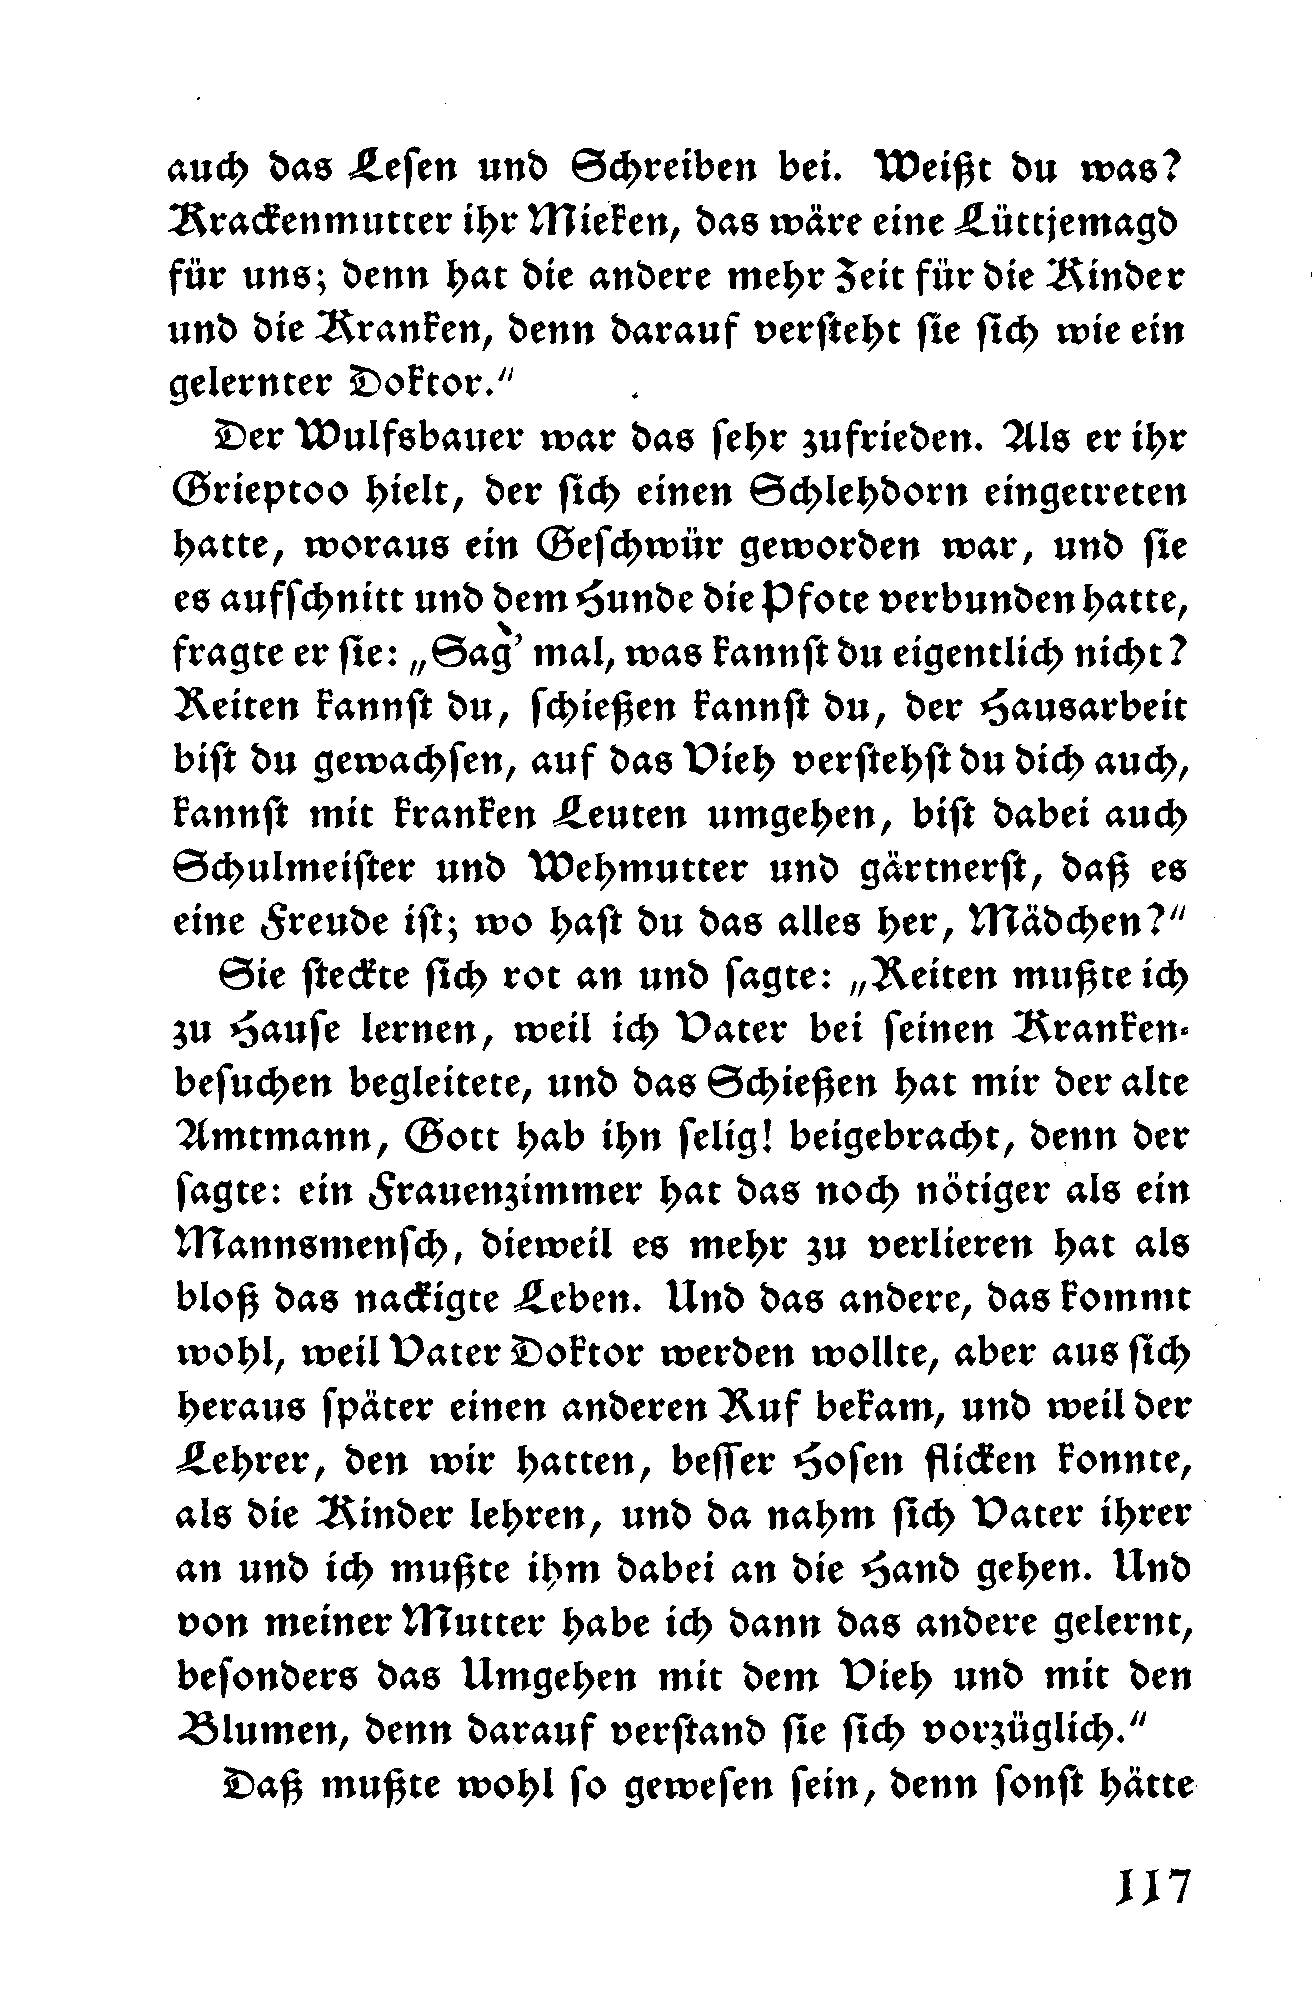 auch das Lesen und Schreiben bei. Weißt du was?
Krackenmutter ihr Mieken, das wäre eine Lüttjemagd
für uns; denn hat die andere mehr Zeit für die Kinder
und die Kranken, denn darauf versteht sie sich wie ein
gelernter Doktor."
Der Wulfsbauer war das sehr zufrieden. Als er ihr
Grieptoo hielt, der sich einen Schlehdorn eingetreten
hatte, woraus ein Geschwür geworden war, und sie
es aufschnitt und dem Hunde die Pfote verbunden hatte,
fragte er sie: „Sag' mal, was kannst du eigentlich nicht?
Reiten kannst du, schießen kannst du, der Hausarbeit
bist du gewachsen, auf das Vieh verstehst du dich auch,
kannst mit kranken Leuten umgehen, bist dabei auch
Schulmeister und Wehmutter und gärtnerst, daß es
eine Freude ist; wo hast du das alles her, Mädchen?"
Sie steckte sich rot an und sagte: „Reiten mußte ich
zu Hause lernen, weil ich Vater bei seinen Kranken-
besuchen begleitete, und das Schießen hat mir der alte
Amtmann, Gott hab ihn selig! beigebracht, denn der
sagte: ein Frauenzimmer hat das noch nötiger als ein
Mannsmensch, dieweil es mehr zu verlieren hat als
bloß das nackigte Leben. Und das andere, das kommt
wohl, weil Vater Doktor werden wollte, aber aus sich
heraus später einen anderen Ruf bekam, und weil der
Lehrer, den wir hatten, besser Hosen flicken konnte,
als die Kinder lehren, und da nahm sich Vater ihrer
an und ich mußte ihm dabei an die Hand gehen. Und
von meiner Mutter habe ich dann das andere gelernt,
besonders das Umgehen mit dem Vieh und mit den
Blumen, denn darauf verstand sie sich vorzüglich."
Daß mußte wohl so gewesen sein, denn sonst hätte
117